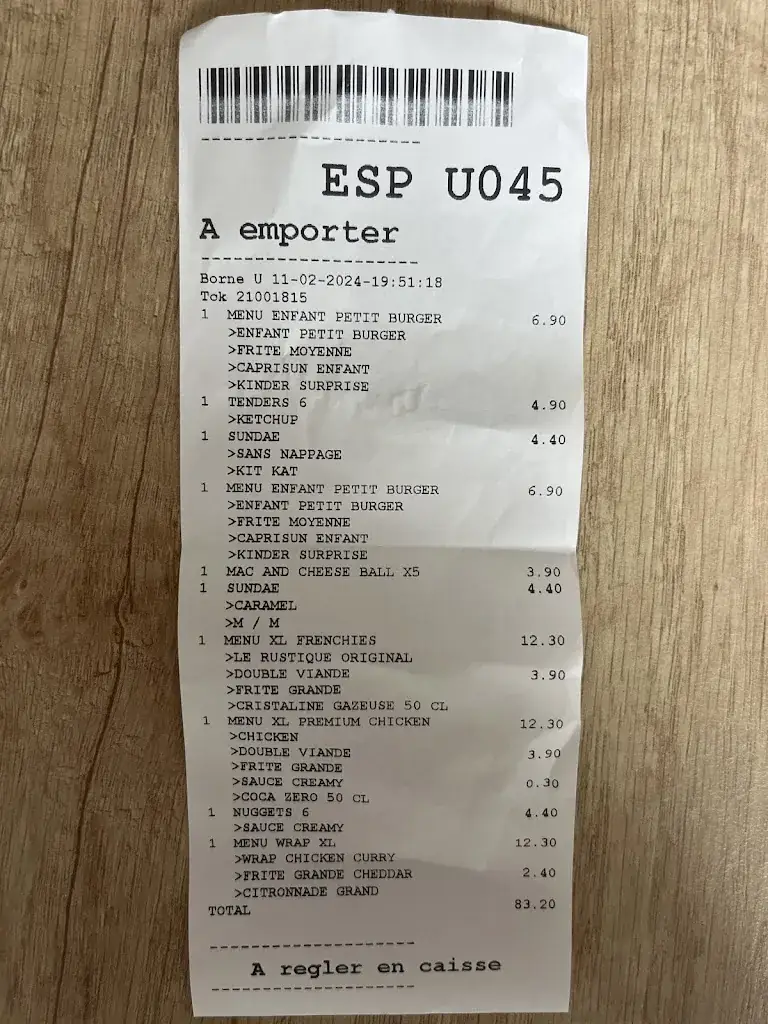 --------------------
ESP U045
A emporter
--------------------
Borne U 11-02-2024-19:51:18
Tok 21001815
1 MENU ENFANT PETIT BURGER 6.90
>ENFANT PETIT BURGER
>FRITE MOYENNE
>CAPRISUN ENFANT
>KINDER SURPRISE
1 TENDERS 6 4.90
>KETCHUP
1 SUNDAE 4.40
>SANS NAPPAGE
>KIT KAT
1 MENU ENFANT PETIT BURGER 6.90
>ENFANT PETIT BURGER
>FRITE MOYENNE
>CAPRISUN ENFANT
>KINDER SURPRISE
1 MAC AND CHEESE BALL X5 3.90
1 SUNDAE 4.40
>CARAMEL
>M / M
1 MENU XL FRENCHIES 12.30
>LE RUSTIQUE ORIGINAL
>DOUBLE VIANDE 3.90
>FRITE GRANDE
>CRISTALINE GAZEUSE 50 CL
1 MENU XL PREMIUM CHICKEN 12.30
>CHICKEN
>DOUBLE VIANDE 3.90
>FRITE GRANDE
>SAUCE CREAMY 0.30
>COCA ZERO 50 CL
1 NUGGETS 6 4.40
>SAUCE CREAMY
1 MENU WRAP XL 12.30
>WRAP CHICKEN CURRY
>FRITE GRANDE CHEDDAR 2.40
>CITRONNADE GRAND
TOTAL 83.20
--------------------
A regler en caisse
--------------------